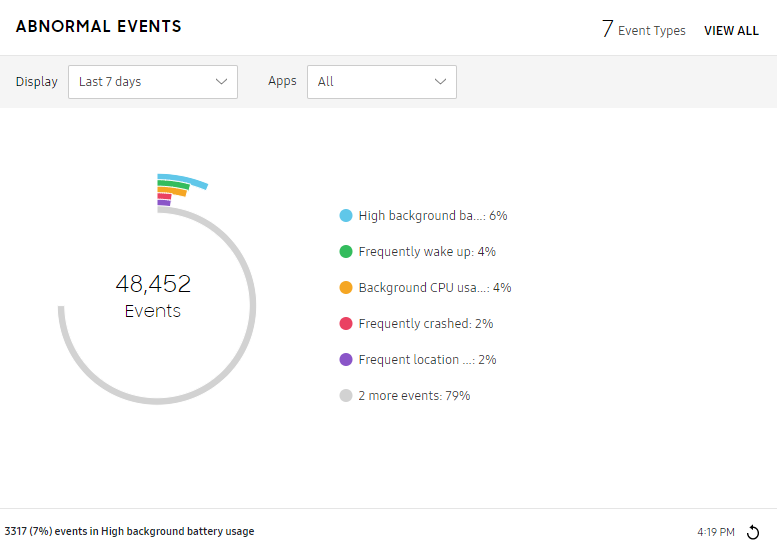 ABNORMAL EVENTS
7 Event Types VIEW ALL
Display Last 7 days Apps All
48,452
Events
High background ba...: 6%
Frequently wake up: 4%
Background CPU usa...: 4%
Frequently crashed: 2%
Frequent location ...: 2%
2 more events: 79%
3317 (7%) events in High background battery usage
4:19 PM